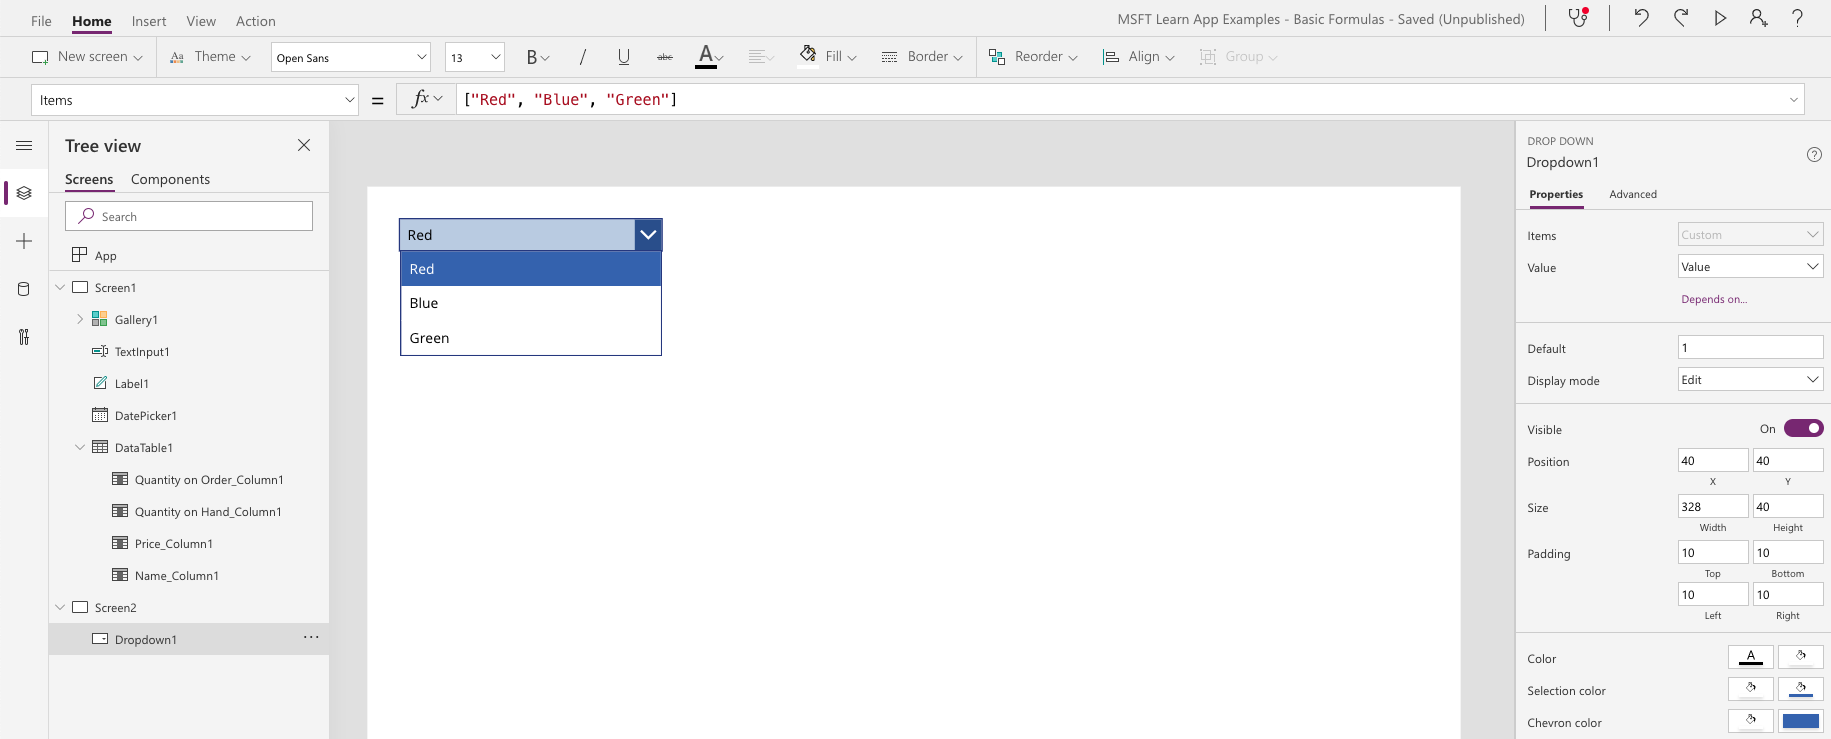 File Home Insert View Action MSFT Learn App Examples - Basic Formulas - Saved (Unpublished) ?
New screen Theme Open Sans 13 B / U abc A Fill Border Reorder Align Group
Items = fx ["Red", "Blue", "Green"]
Tree view
Screens Components
Search
App
Screen1
Gallery1
TextInput1
Label1
DatePicker1
DataTable1
Quantity on Order_Column1
Quantity on Hand_Column1
Price_Column1
Name_Column1
Screen2
Dropdown1 ...
Red
Red
Blue
Green
DROP DOWN
Dropdown1 ?
Properties Advanced
Items Custom
Value Value
Depends on...
Default 1
Display mode Edit
Visible On
Position 40 40
X Y
Size 328 40
Width Height
Padding 10 10
Top Bottom
10 10
Left Right
Color A
Selection color
Chevron color